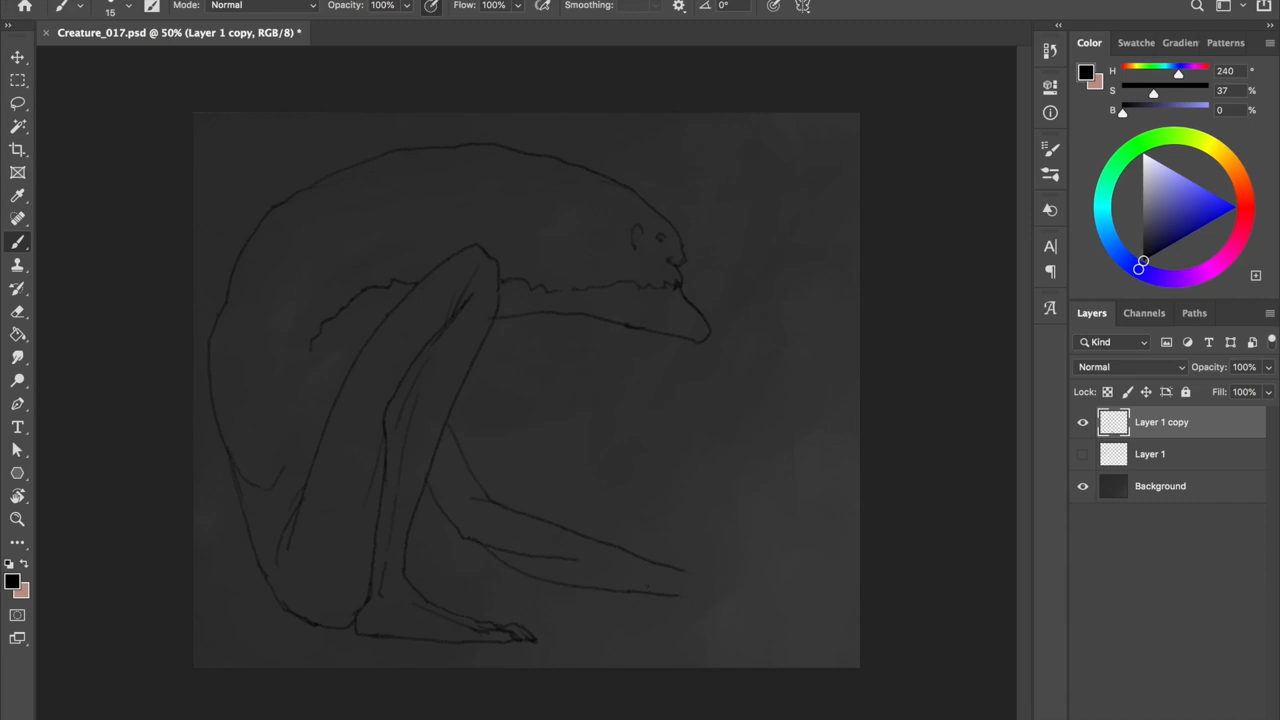 15
Mode: Normal
Opacity: 100%
Flow: 100%
Smoothing:
0°
Creature_017.psd @ 50% (Layer 1 copy, RGB/8) *
Color
Swatche
Gradien
Patterns
H 240 °
S 37 %
B 0 %
Layers
Channels
Paths
Kind
Normal
Opacity: 100%
Lock:
Fill: 100%
Layer 1 copy
Layer 1
Background